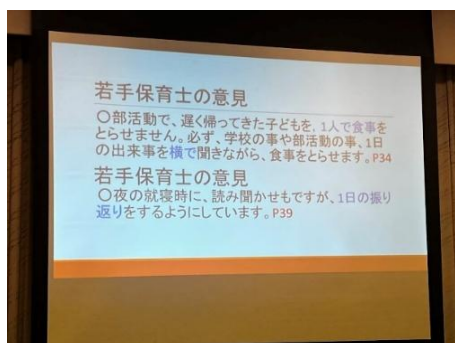 若手保育士の意見
○部活動で、遅く帰ってきた子どもを、1人で食事を
とらせません。必ず、学校の事や部活動の事、1日
の出来事を横で聞きながら、食事をとらせます。P34
若手保育士の意見
○夜の就寝時に、読み聞かせもですが、1日の振り
返りをするようにしています。P39